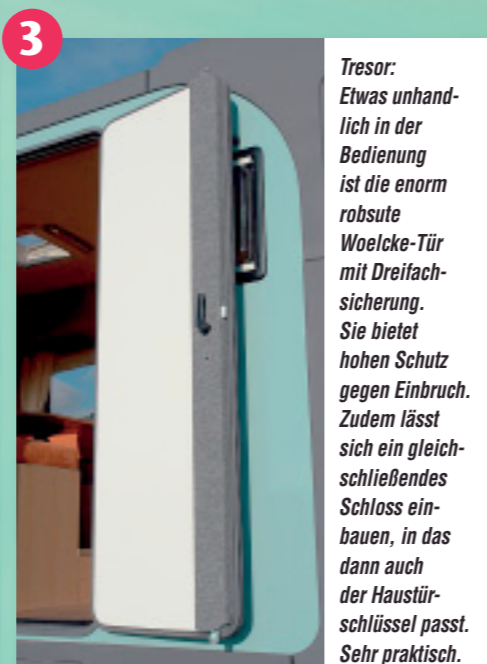 3
Tresor:
Etwas unhand-
lich in der
Bedienung
ist die enorm
robsute
Woelcke-Tür
mit Dreifach-
sicherung.
Sie bietet
hohen Schutz
gegen Einbruch.
Zudem lässt
sich ein gleich-
schließendes
Schloss ein-
bauen, in das
dann auch
der Haustür-
schlüssel passt.
Sehr praktisch.